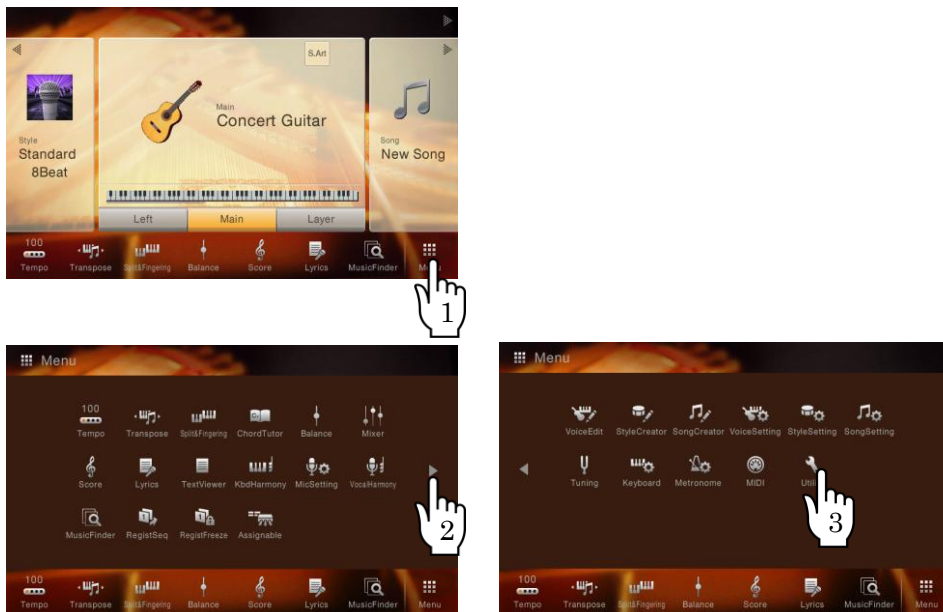 S.Art
Main
Concert Guitar
Style
Standard
8Beat
Song
New Song
Left Main Layer
100
Tempo Transpose Split&Fingering Balance Score Lyrics MusicFinder Menu
1
Menu
100
Tempo Transpose Split&Fingering ChordTutor Balance Mixer
Score Lyrics TextViewer KbdHarmony MicSetting VocalHarmony
MusicFinder RegistSeq RegistFreeze Assignable
2
100
Tempo Transpose Split&Fingering Balance Score Lyrics MusicFinder Menu
Menu
VoiceEdit StyleCreator SongCreator VoiceSetting StyleSetting SongSetting
Tuning Keyboard Metronome MIDI
3
100
Tempo Transpose Split&Fingering Balance Score Lyrics MusicFinder Menu